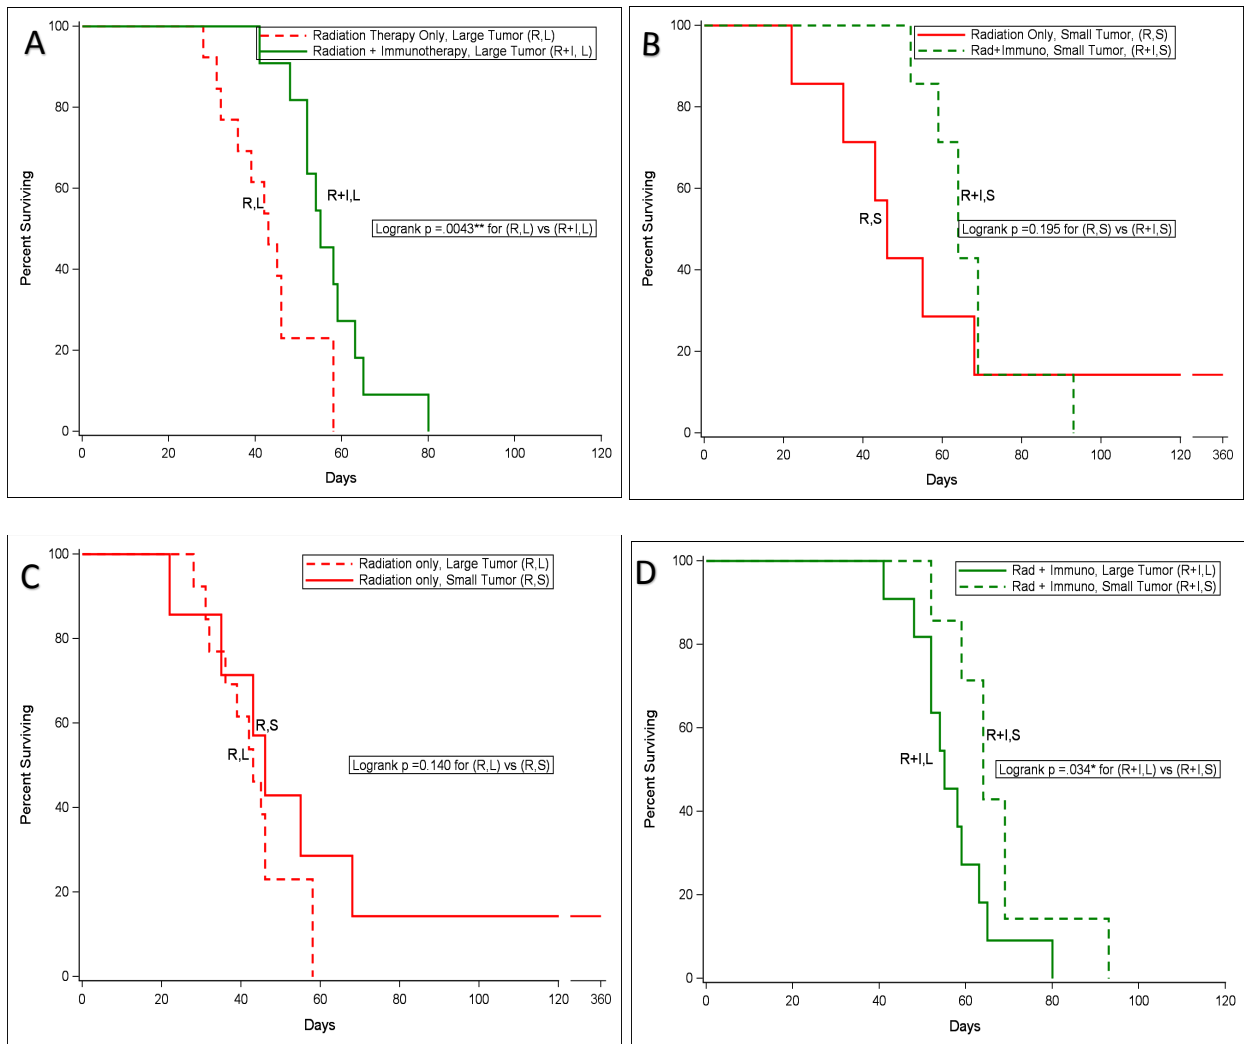 A
Radiation Therapy Only, Large Tumor (R,L)
Radiation + Immunotherapy, Large Tumor (R+I, L)
Percent Surviving
100
80
60
40
20
0
R,L
R+I,L
Logrank p =.0043** for (R,L) vs (R+I,L)
0 20 40 60 80 100 120
Days
B
Radiation Only, Small Tumor, (R,S)
Rad+Immuno, Small Tumor, (R+I,S)
Percent Surviving
100
80
60
40
20
0
R+I,S
R,S
Logrank p =0.195 for (R,S) vs (R+I,S)
0 20 40 60 80 100 120 360
Days
C
Radiation only, Large Tumor (R,L)
Radiation only, Small Tumor (R,S)
Percent Surviving
100
80
60
40
20
0
R,S
R,L
Logrank p =0.140 for (R,L) vs (R,S)
0 20 40 60 80 100 120 360
Days
D
Rad + Immuno, Large Tumor (R+I,L)
Rad + Immuno, Small Tumor (R+I,S)
Percent Surviving
100
80
60
40
20
0
R+I,S
R+I,L
Logrank p =.034* for (R+I,L) vs (R+I,S)
0 20 40 60 80 100 120
Days